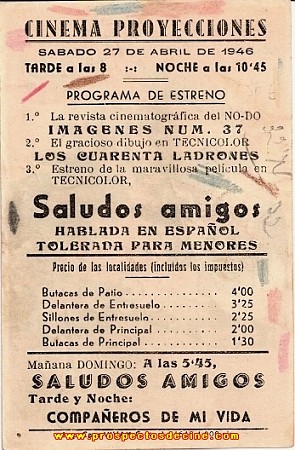 CINEMA PROYECCIONES
SABADO 27 DE ABRIL DE 1946
TARDE a las 8 :-: NOCHE a las 10'45
PROGRAMA DE ESTRENO
1.º La revista cinematográfica del NO-DO
IMAGENES NUM. 37
2.º El gracioso dibujo en TECNICOLOR
LOS CUARENTA LADRONES
3.º Estreno de la maravillosa película en
TECNICOLOR,
Saludos amigos
HABLADA EN ESPAÑOL
TOLERADA PARA MENORES
Precio de las localidades (incluidos los impuestos)
Butacas de Patio . . . . . . . . . . . 4'00
Delantera de Entresuelo . . . . 3'25
Sillones de Entresuelo . . . . . 2'25
Delantera de Principal . . . . . 2'00
Butacas de Principal . . . . . . . 1'30
Mañana DOMINGO: A las 5'45,
SALUDOS AMIGOS
Tarde y Noche:
COMPAÑEROS DE MI VIDA
www.prospectosdecine.com